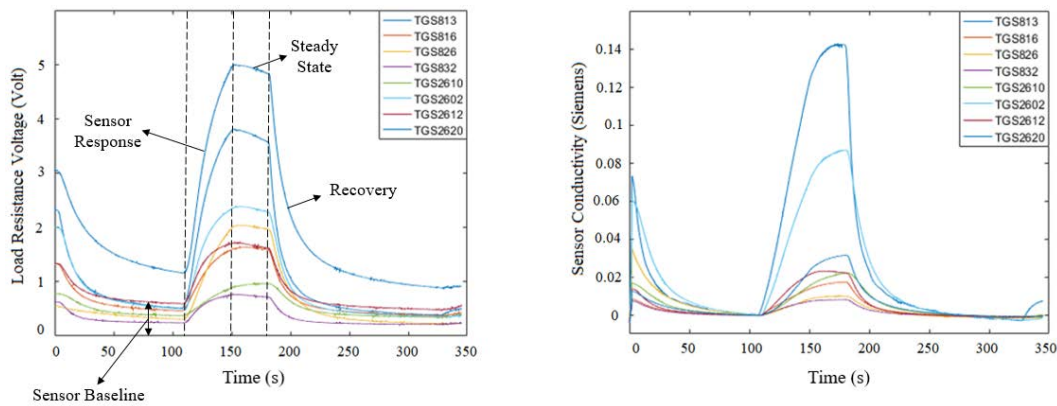 TGS813
TGS816
TGS826
TGS832
TGS2610
TGS2602
TGS2612
TGS2620
Steady
State
Sensor
Response
Recovery
Load Resistance Voltage (Volt)
5
4
3
2
1
0
0 50 100 150 200 250 300 350
Time (s)
Sensor Baseline
TGS813
TGS816
TGS826
TGS832
TGS2610
TGS2602
TGS2612
TGS2620
Sensor Conductivity (Siemens)
0.14
0.12
0.1
0.08
0.06
0.04
0.02
0
0 50 100 150 200 250 300 350
Time (s)